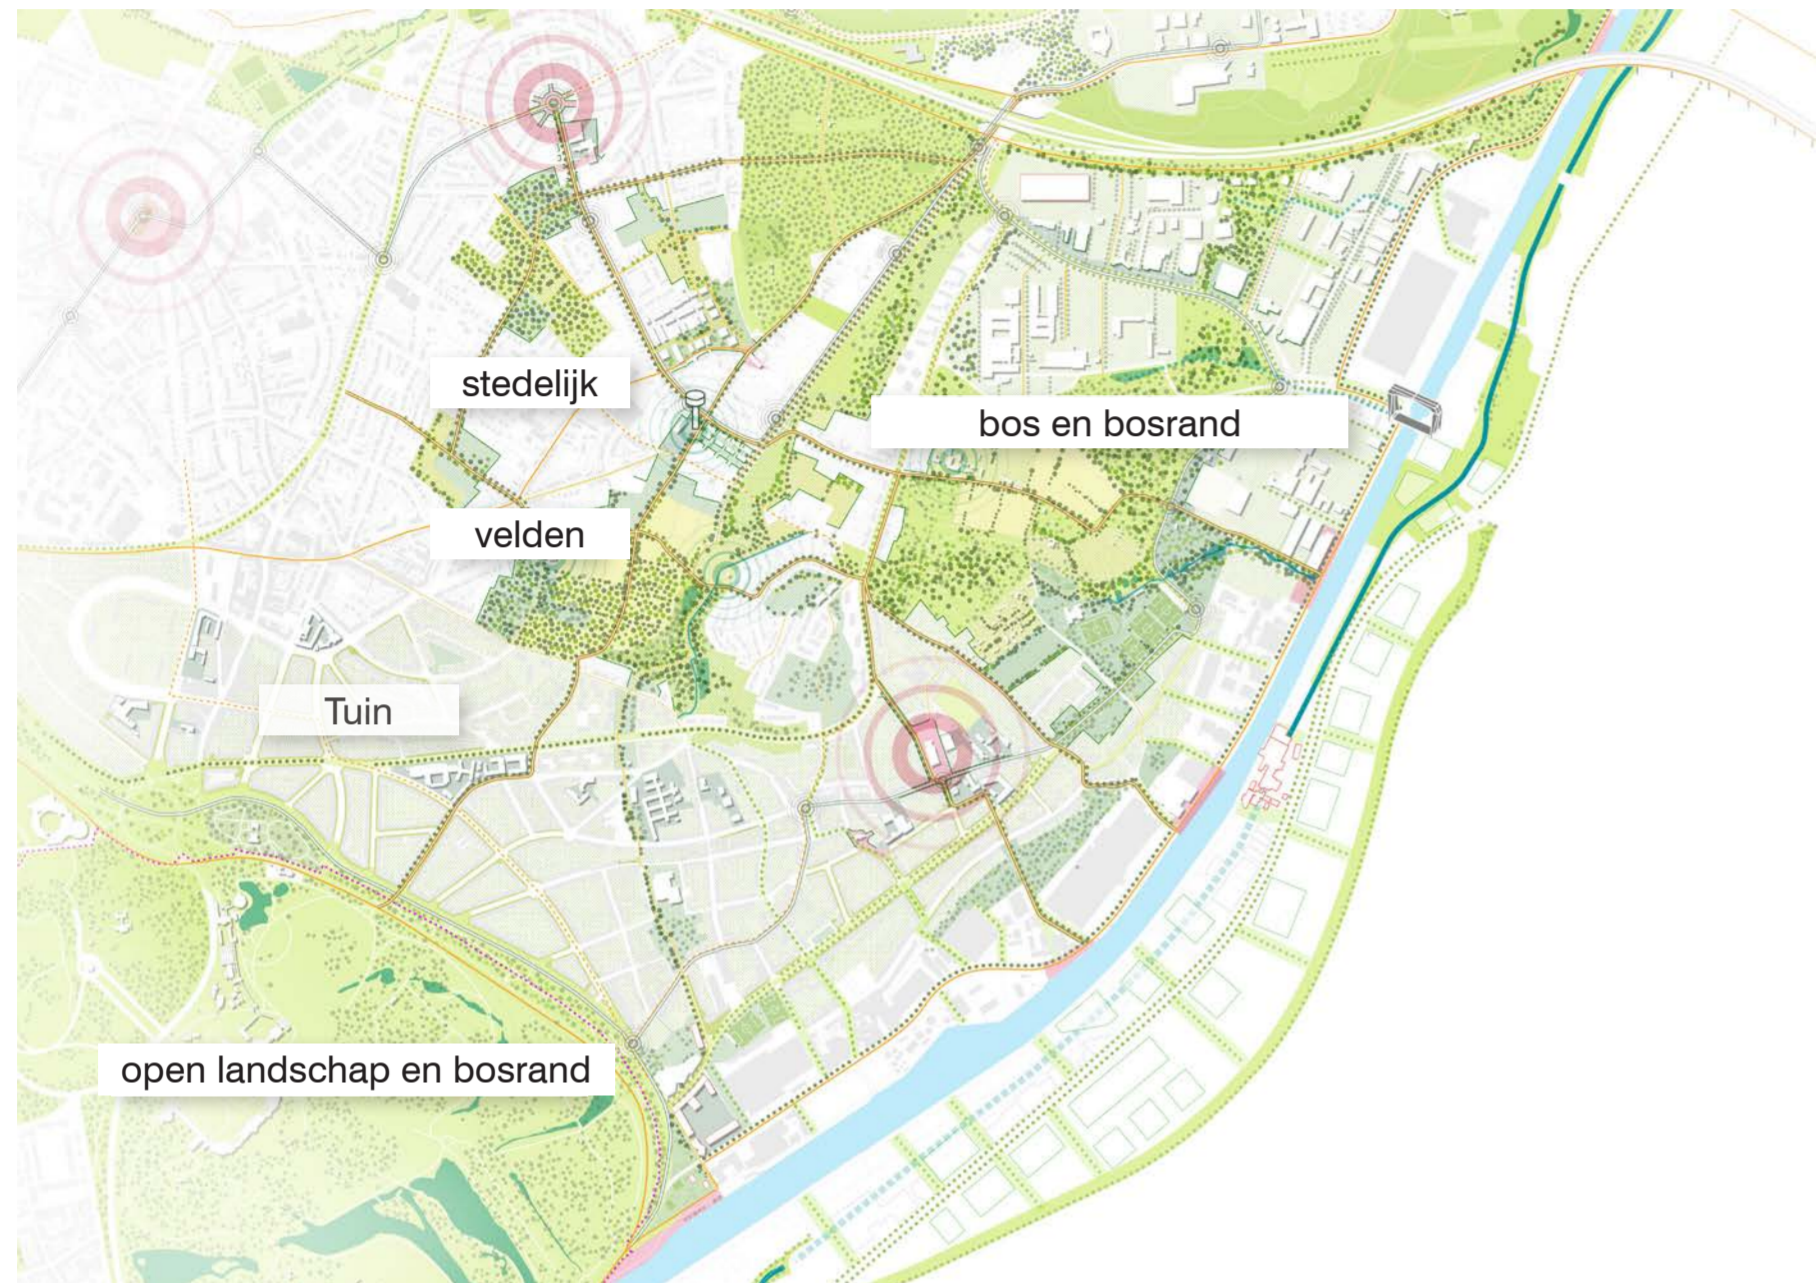 stedelijk
bos en bosrand
velden
Tuin
open landschap en bosrand